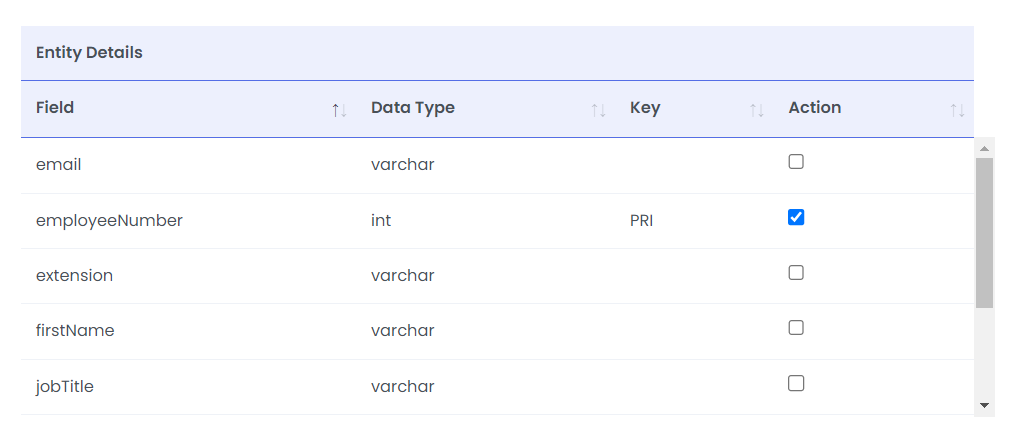 Entity Details
Field Data Type Key Action
email varchar
employeeNumber int PRI
extension varchar
firstName varchar
jobTitle varchar